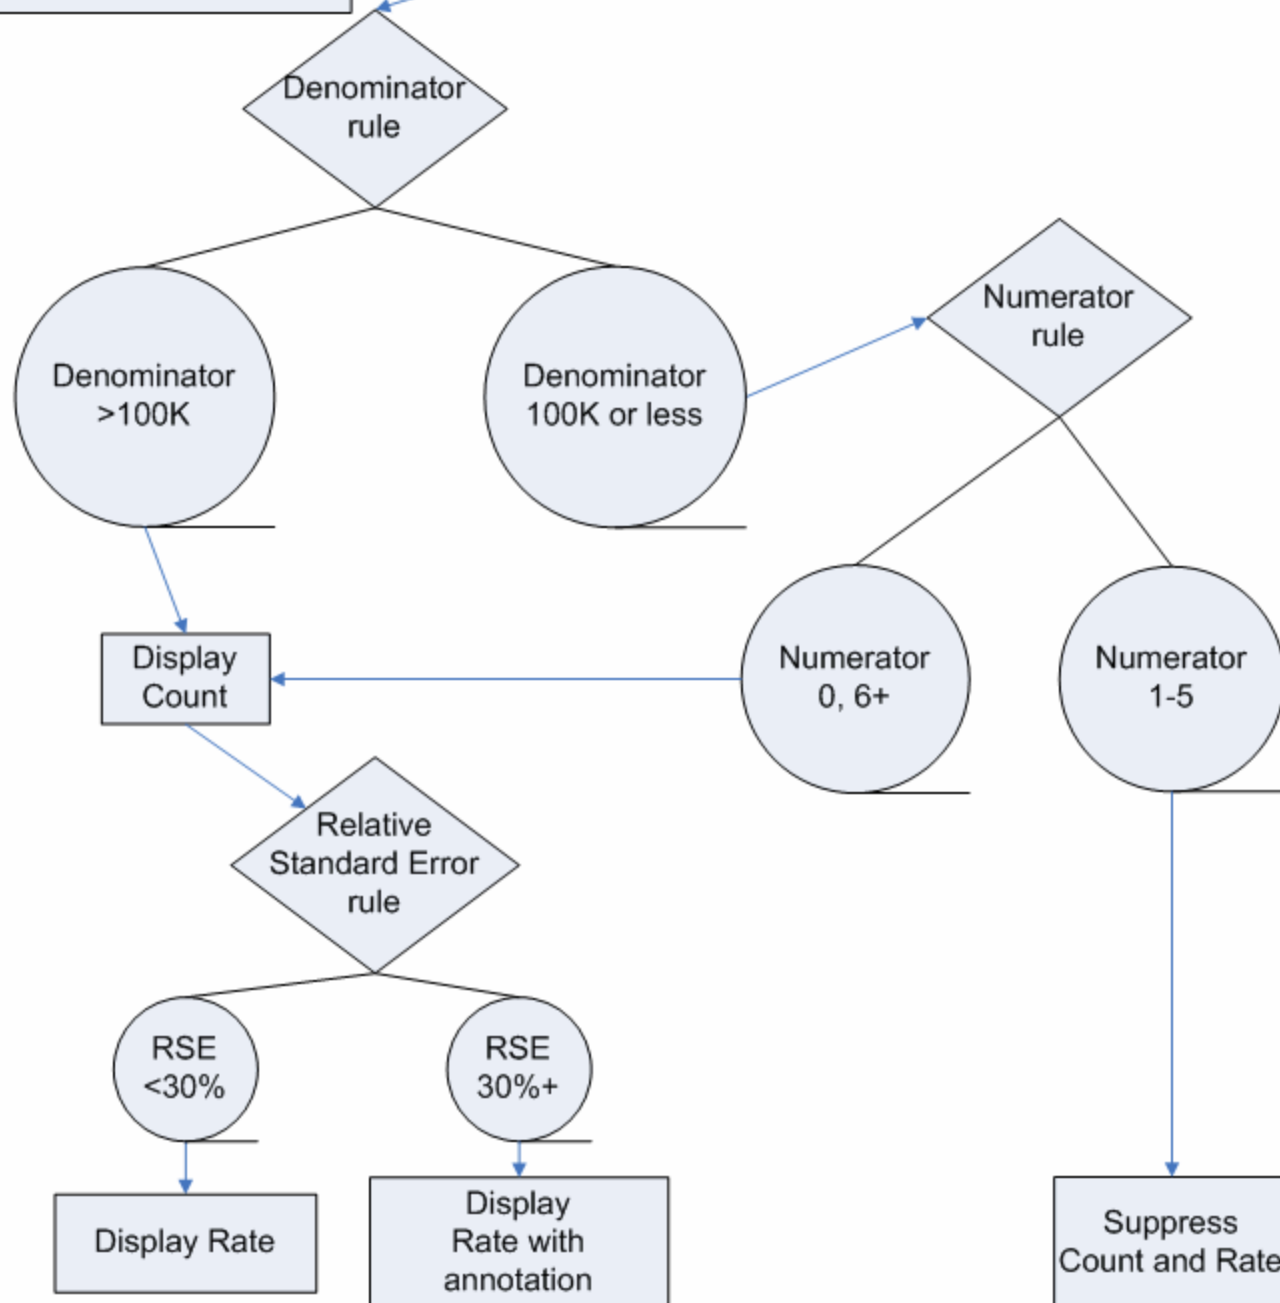 Denominator
rule
Numerator
rule
Denominator
>100K
Denominator
100K or less
Display
Count
Numerator
0, 6+
Numerator
1-5
Relative
Standard Error
rule
RSE
<30%
RSE
30%+
Display Rate
Display
Rate with
annotation
Suppress
Count and Rate